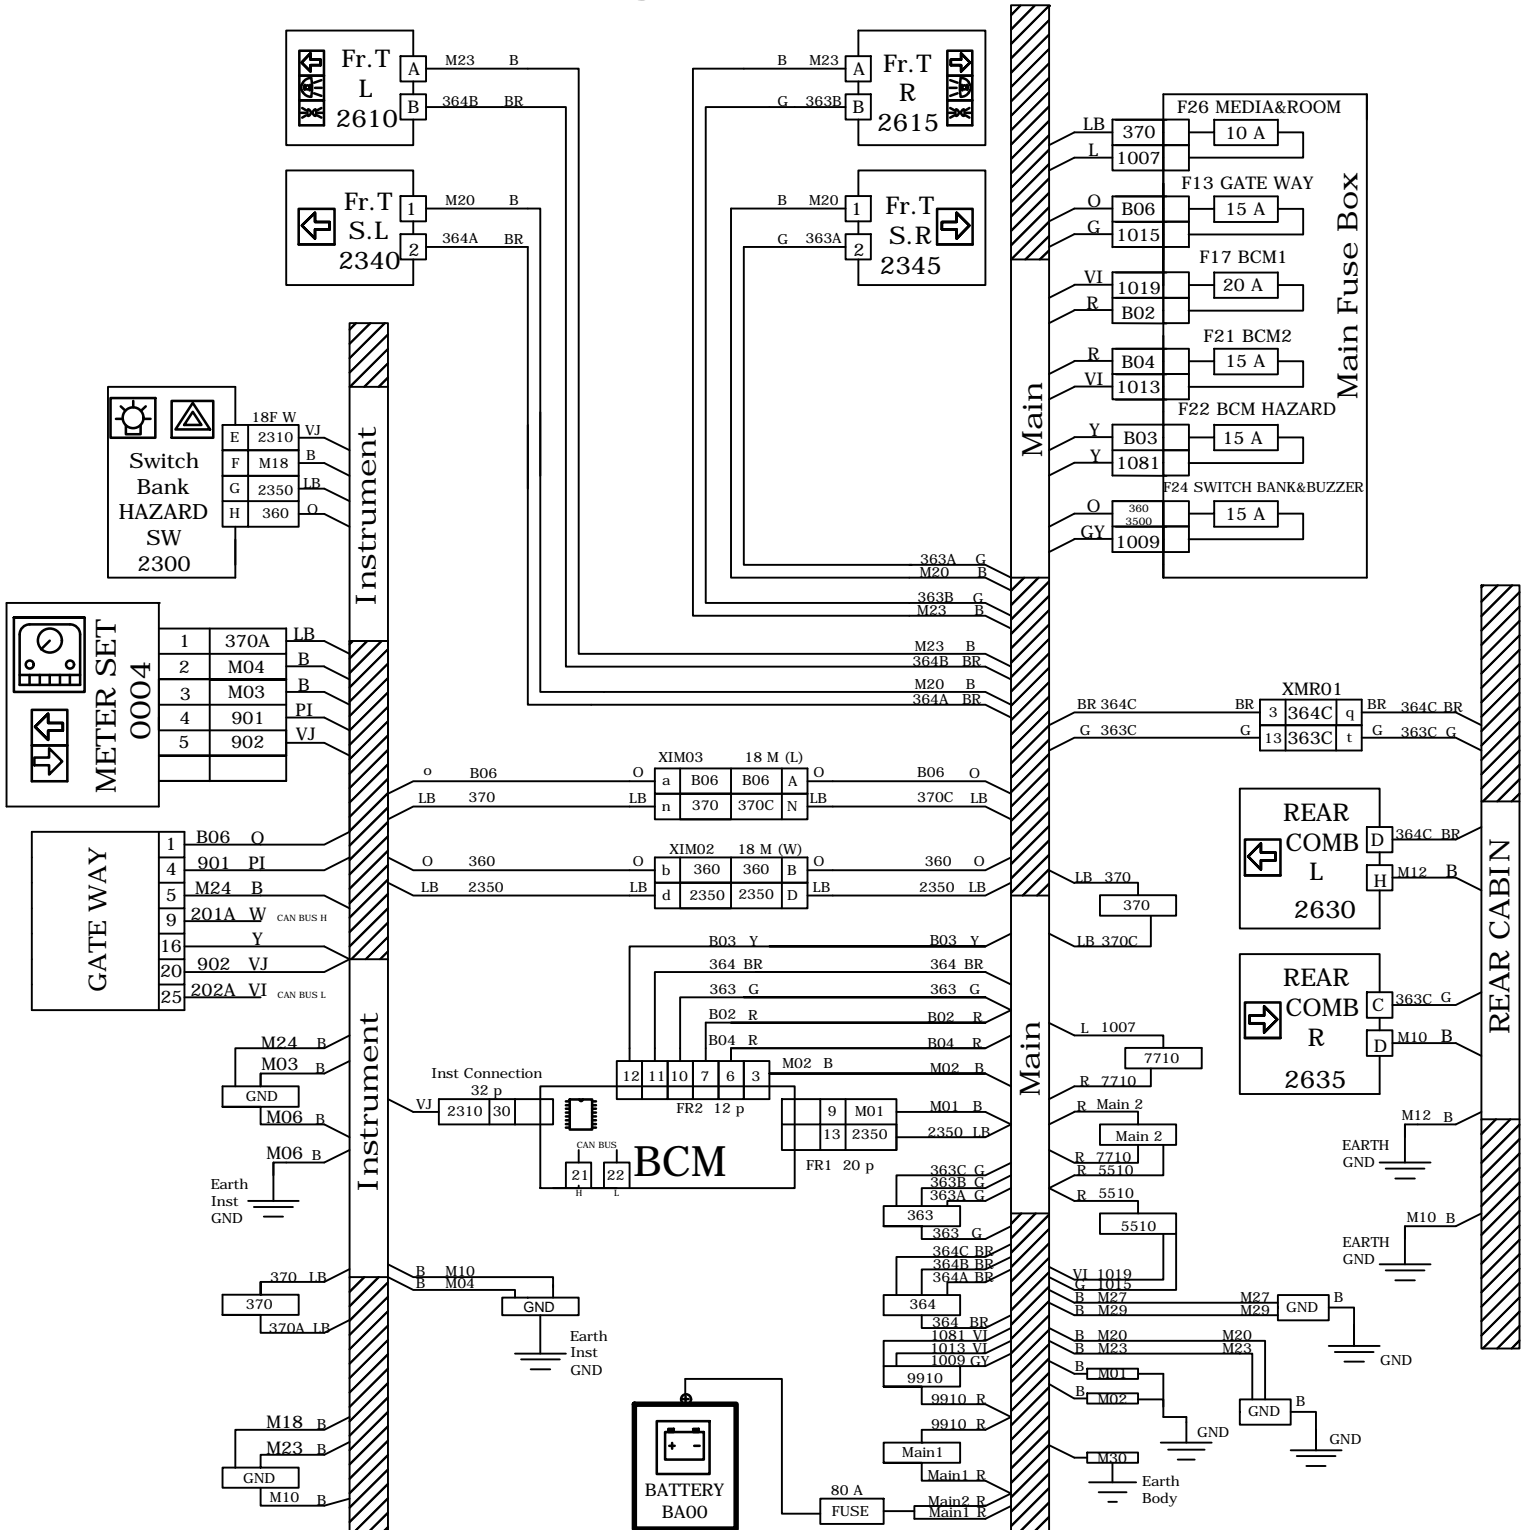 Fr.T
L
2610
A
M23 B
B
364B BR
Fr.T
S.L
2340
1
M20 B
2
364A BR
B M23
A
G 363B
B
Fr.T
R
2615
B M20
1
G 363A
2
Fr.T
S.R
2345
Main Fuse Box
F26 MEDIA&ROOM
LB 370 10 A
L 1007
F13 GATE WAY
O B06 15 A
G 1015
F17 BCM1
VI 1019 20 A
R B02
F21 BCM2
R B04 15 A
VI 1013
F22 BCM HAZARD
Y B03 15 A
Y 1081
F24 SWITCH BANK&BUZZER
O 360 3500 15 A
GY 1009
Main
Instrument
Switch
Bank
HAZARD
SW
2300
18F W
E 2310 VJ
F M18 B
G 2350 LB
H 360 O
METER SET
0004
1 370A LB
2 M04 B
3 M03 B
4 901 PI
5 902 VJ
363A G
M20 B
363B G
M23 B
M23 B
364B BR
M20 B
364A BR
XMR01
BR 364C BR 3 364C q BR 364C BR
G 363C G 13 363C t G 363C G
XIM03 18 M (L)
o B06 O a B06 B06 A O B06 O
LB 370 LB n 370 370C N LB 370C LB
XIM02 18 M (W)
O 360 O b 360 360 B O 360 O
LB 2350 LB d 2350 2350 D LB 2350 LB
GATE WAY
1 B06 O
4 901 PI
5 M24 B
9 201A W CAN BUS H
16 Y
20 902 VJ
25 202A VI CAN BUS L
LB 370
370
LB 370C
REAR
COMB
L
2630
D 364C BR
H M12 B
REAR
COMB
R
2635
C 363C G
D M10 B
REAR CABIN
B03 Y B03 Y
364 BR 364 BR
363 G 363 G
B02 R B02 R
B04 R B04 R
M02 B M02 B
12 11 10 7 6 3
FR2 12 p
Inst Connection
32 p
VJ 2310 30
CAN BUS
21 22
H L
BCM
9 M01 M01 B
13 2350 2350 LB
FR1 20 p
L 1007
7710
R 7710
R Main 2
Main 2
R 7710
R 5510
R 5510
5510
VI 1019
G 1015
M24 B
M03 B
GND
M06 B
M06 B
Earth
Inst
GND
Instrument
Main
363C G
363B G
363A G
363
363 G
364C BR
364B BR
364A BR
364
364 BR
1081 VI
1013 VI
1009 GY
9910
9910 R
9910 R
Main1
Main1 R
Main2 R
Main1 R
M12 B
EARTH
GND
M10 B
EARTH
GND
370 LB
370
370A LB
B M10
B M04
GND
Earth
Inst
GND
B M27 M27
B M29 M29
GND B
GND
B M20 M20
B M23 M23
GND B
GND
B M01
B M02
GND
M30
Earth
Body
M18 B
M23 B
GND
M10 B
BATTERY
BA00
80 A
FUSE